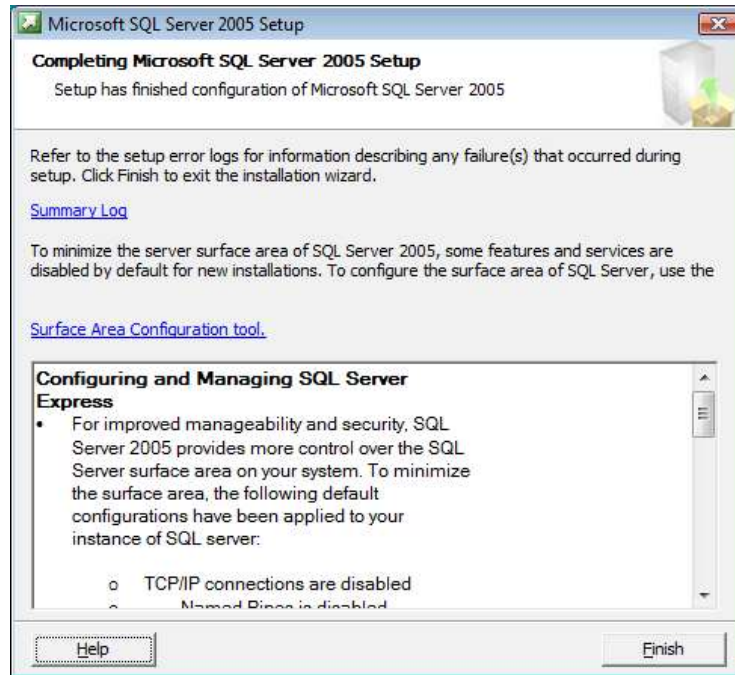 Microsoft SQL Server 2005 Setup
Completing Microsoft SQL Server 2005 Setup
Setup has finished configuration of Microsoft SQL Server 2005
Refer to the setup error logs for information describing any failure(s) that occurred during
setup. Click Finish to exit the installation wizard.
Summary Log
To minimize the server surface area of SQL Server 2005, some features and services are
disabled by default for new installations. To configure the surface area of SQL Server, use the
Surface Area Configuration tool.
Configuring and Managing SQL Server
Express
• For improved manageability and security, SQL
Server 2005 provides more control over the SQL
Server surface area on your system. To minimize
the surface area, the following default
configurations have been applied to your
instance of SQL server:
o TCP/IP connections are disabled
o Named Pipes is disabled
Help
Finish